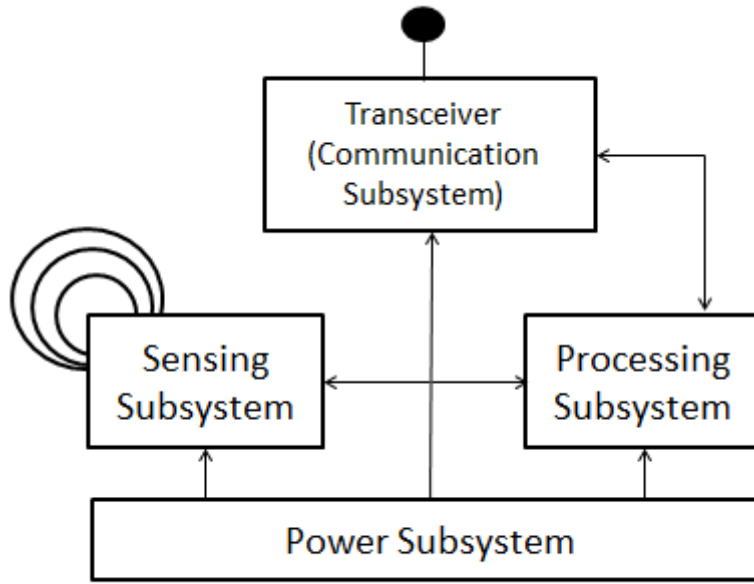 Transceiver
(Communication
Subsystem)
Sensing
Subsystem
Processing
Subsystem
Power Subsystem